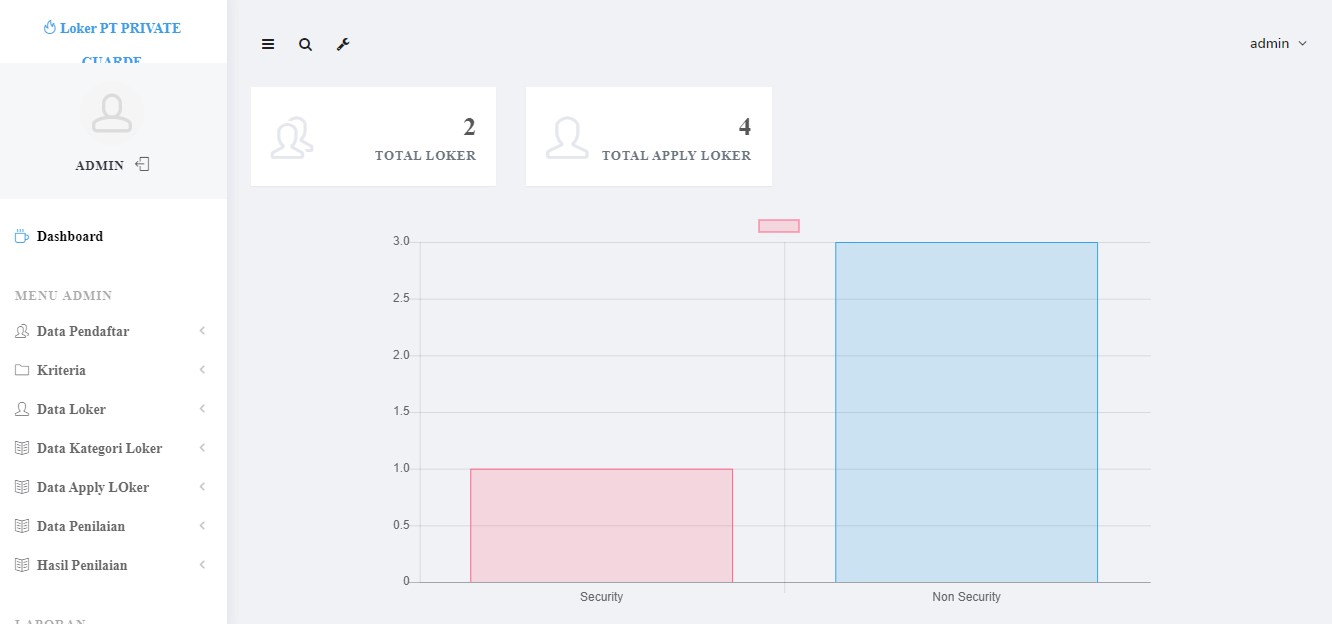 Loker PT PRIVATE
GUARDE
admin
ADMIN
2
TOTAL LOKER
4
TOTAL APPLY LOKER
Dashboard
MENU ADMIN
Data Pendaftar
Kriteria
Data Loker
Data Kategori Loker
Data Apply LOker
Data Penilaian
Hasil Penilaian
LAPORAN
3.0
2.5
2.0
1.5
1.0
0.5
0
Security
Non Security